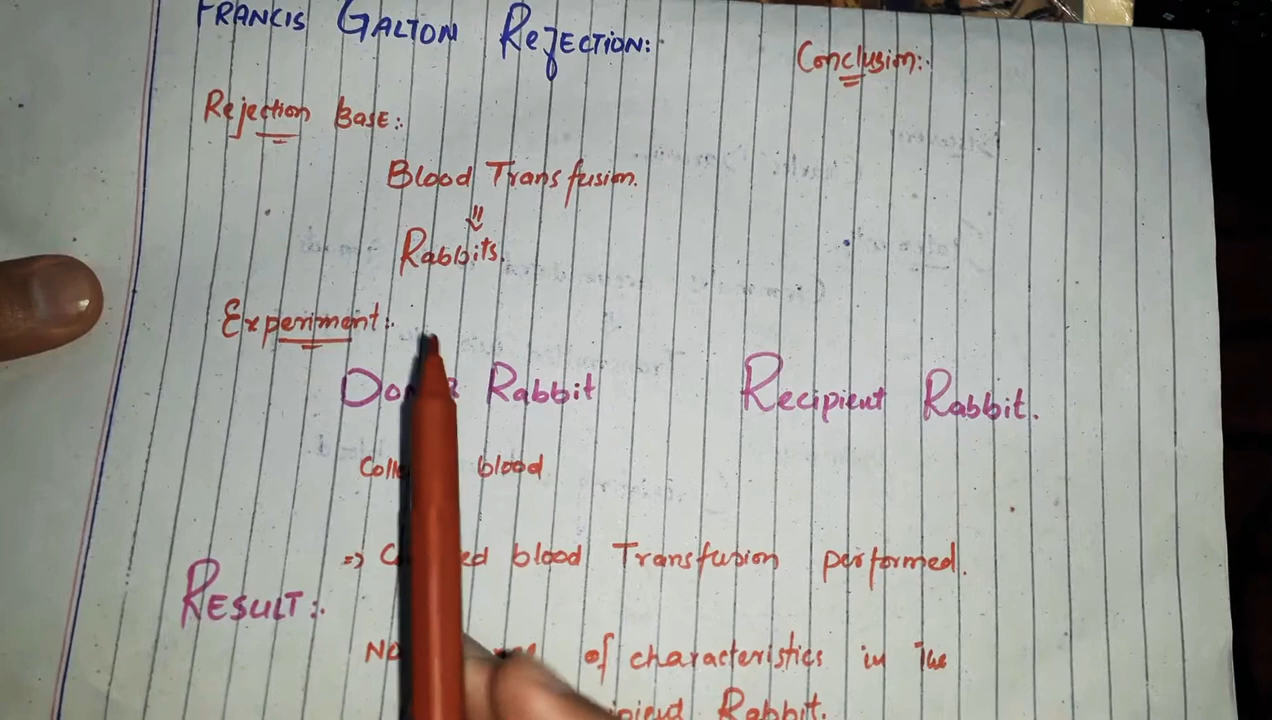 FRANCIS GALTON REJECTION:
Conclusion:
Rejection Base:
Blood Transfusion.
⇓
Rabbits.
Experiment:
Rabbit
Recipient Rabbit.
blood
⇒ blood Transfusion performed.
RESULT:
of characteristics in the
Rabbit.